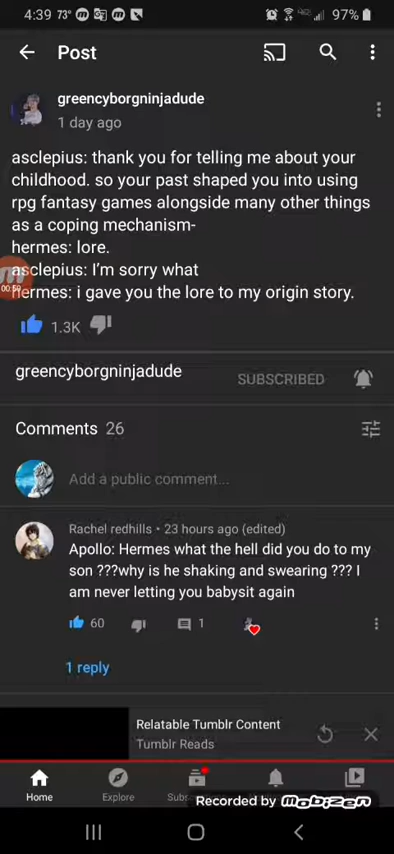 4:39 73° 97%
Post
greencyborgninjadude
1 day ago
asclepius: thank you for telling me about your
childhood. so your past shaped you into using
rpg fantasy games alongside many other things
as a coping mechanism-
hermes: lore.
asclepius: I'm sorry what
hermes: i gave you the lore to my origin story.
00:50
1.3K
greencyborgninjadude
SUBSCRIBED
Comments 26
Add a public comment...
Rachel redhills • 23 hours ago (edited)
Apollo: Hermes what the hell did you do to my
son ???why is he shaking and swearing ??? I
am never letting you babysit again
60 1
1 reply
Relatable Tumblr Content
Tumblr Reads
Home Explore Subs
Recorded by mobizen